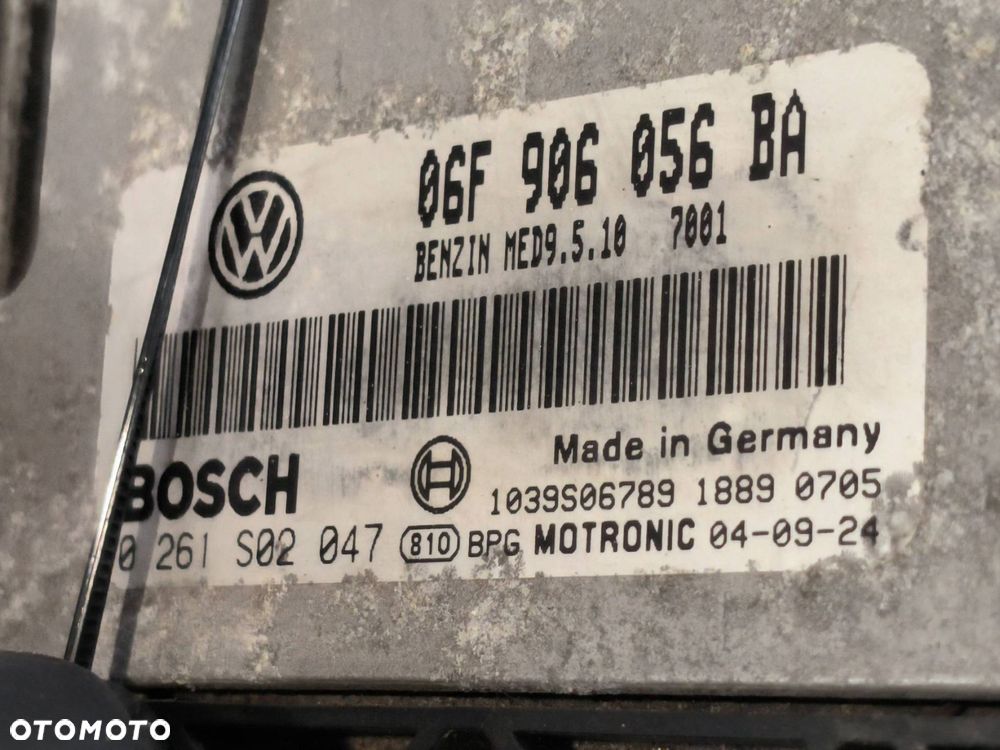 06F 906 056 BA
BENZIN MED9.5.10 7001
Made in Germany
BOSCH
1039S06789 1889 0705
0 261 S02 047 810 BPG MOTRONIC 04-09-24
OTOMOTO